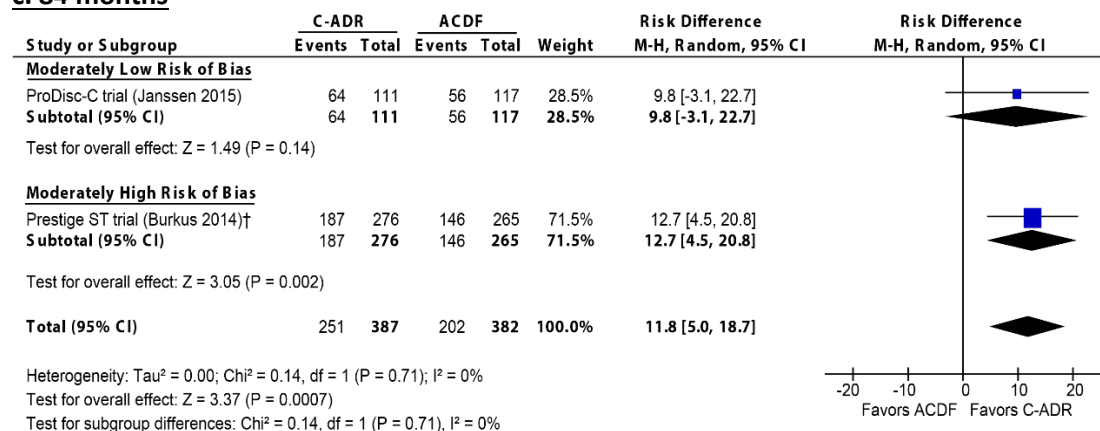 c. 84 months
C-ADR ACDF Risk Difference Risk Difference
Study or Subgroup Events Total Events Total Weight M-H, Random, 95% CI M-H, Random, 95% CI
Moderately Low Risk of Bias
ProDisc-C trial (Janssen 2015) 64 111 56 117 28.5% 9.8 [-3.1, 22.7]
Subtotal (95% CI) 64 111 56 117 28.5% 9.8 [-3.1, 22.7]
Test for overall effect: Z = 1.49 (P = 0.14)
Moderately High Risk of Bias
Prestige ST trial (Burkus 2014)† 187 276 146 265 71.5% 12.7 [4.5, 20.8]
Subtotal (95% CI) 187 276 146 265 71.5% 12.7 [4.5, 20.8]
Test for overall effect: Z = 3.05 (P = 0.002)
Total (95% CI) 251 387 202 382 100.0% 11.8 [5.0, 18.7]
Heterogeneity: Tau² = 0.00; Chi² = 0.14, df = 1 (P = 0.71); I² = 0%
Test for overall effect: Z = 3.37 (P = 0.0007)
Test for subgroup differences: Chi² = 0.14, df = 1 (P = 0.71), I² = 0%
-20 -10 0 10 20
Favors ACDF Favors C-ADR